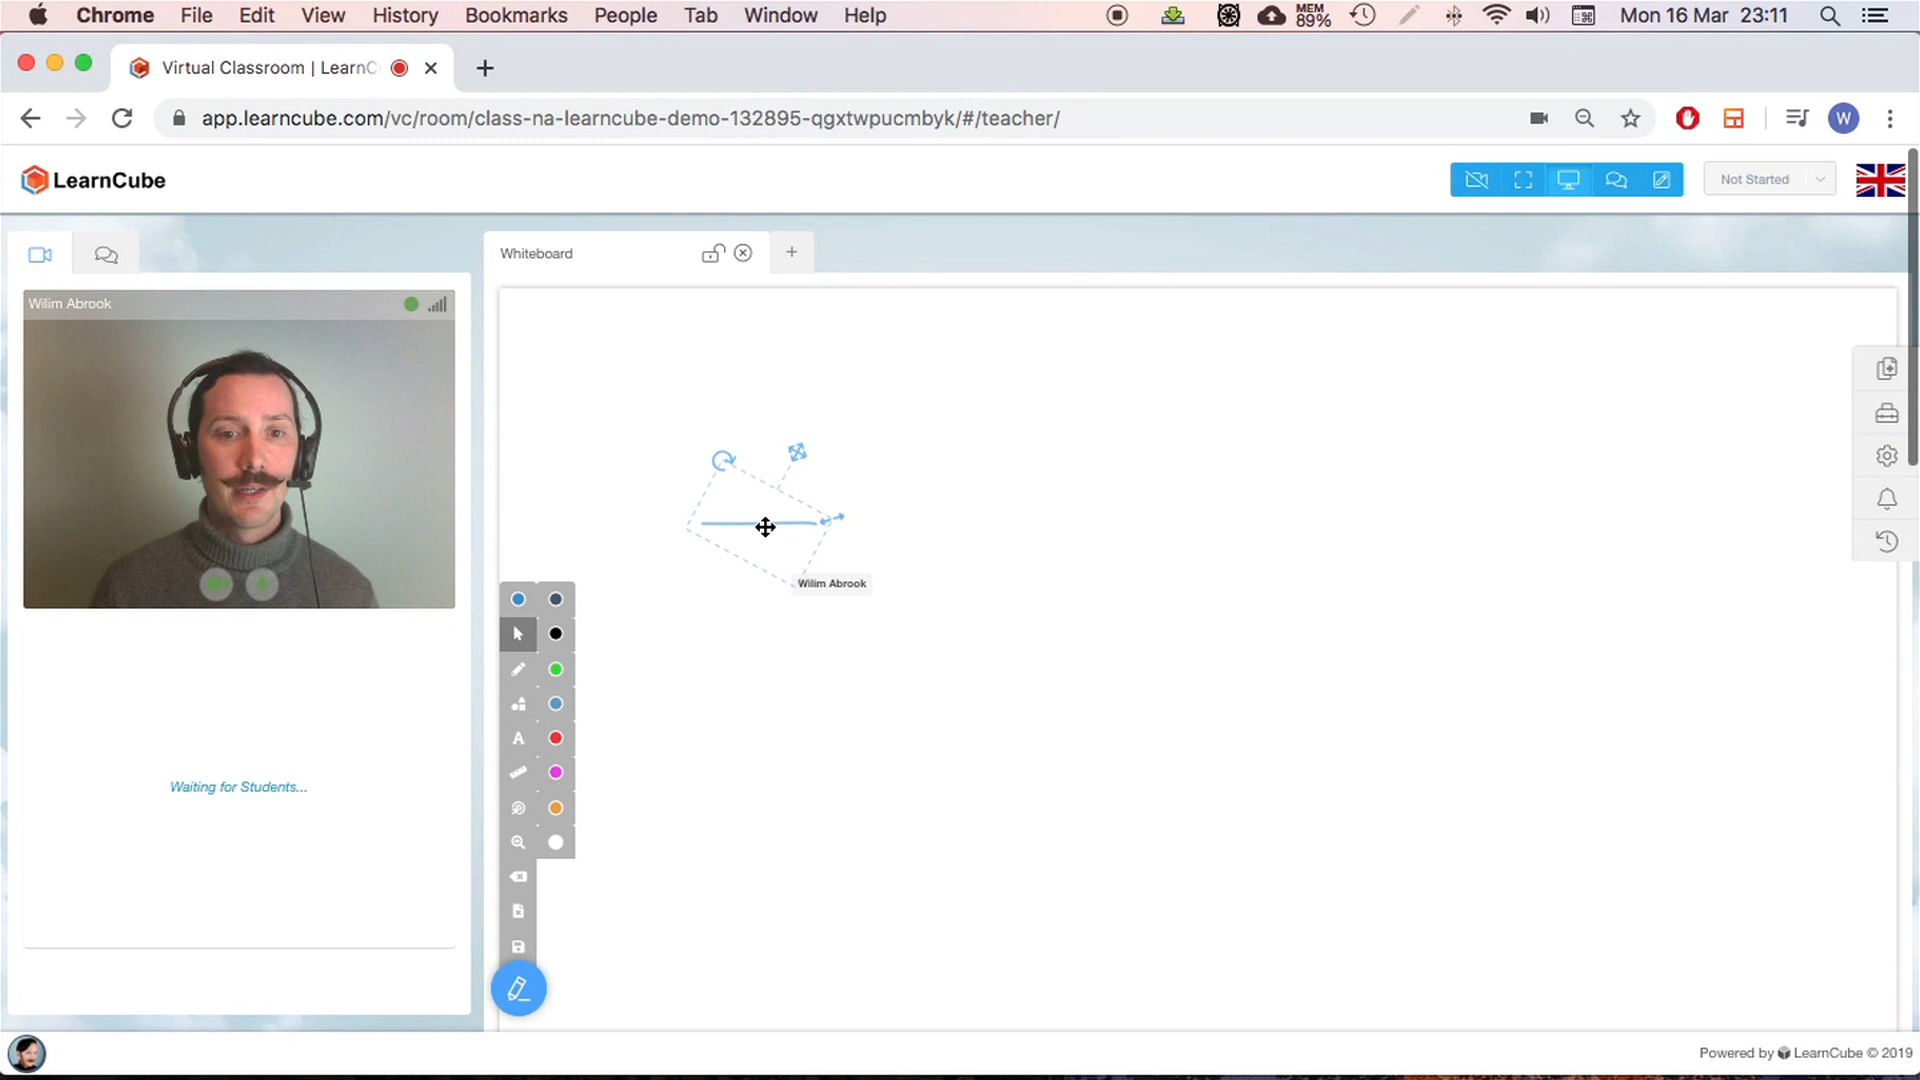 Chrome File Edit View History Bookmarks People Tab Window Help MEM 89% Mon 16 Mar 23:11
Virtual Classroom | LearnC
app.learncube.com/vc/room/class-na-learncube-demo-132895-qgxtwpucmbyk/#/teacher/ W
LearnCube Not Started
Whiteboard
Wilim Abrook
Wilim Abrook
A
Waiting for Students...
Powered by LearnCube © 2019